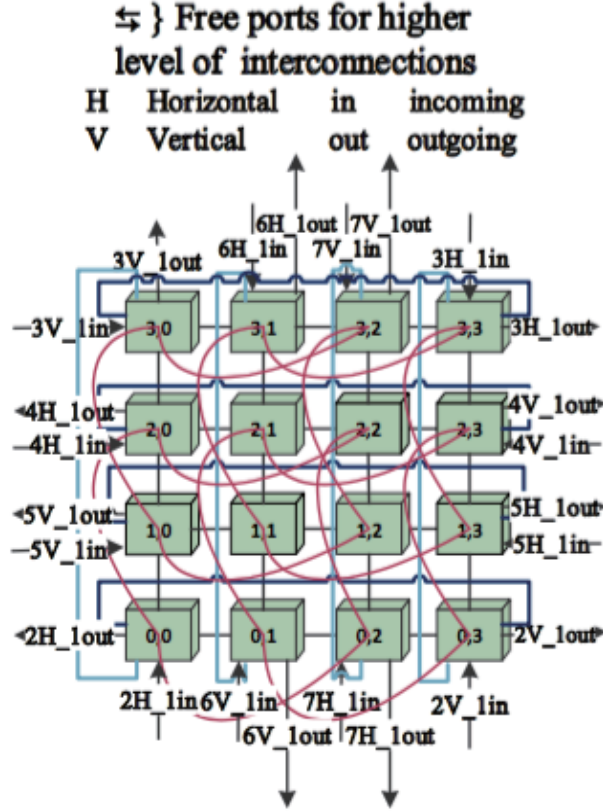 ⇆ } Free ports for higher
level of interconnections
H Horizontal in incoming
V Vertical out outgoing
6H_1out 7V_1out
3V_1out 6H_1in 7V_1in 3H_1in
3V_1in 3,0 3,1 3,2 3,3 3H_1out
4H_1out 4V_1out
2,0 2,1 2,2 2,3
4H_1in 4V_1in
5V_1out 5H_1out
1,0 1,1 1,2 1,3
5V_1in 5H_1in
2H_1out 0,0 0,1 0,2 0,3 2V_1out
2H_1in 6V_1in 7H_1in 2V_1in
6V_1out 7H_1out